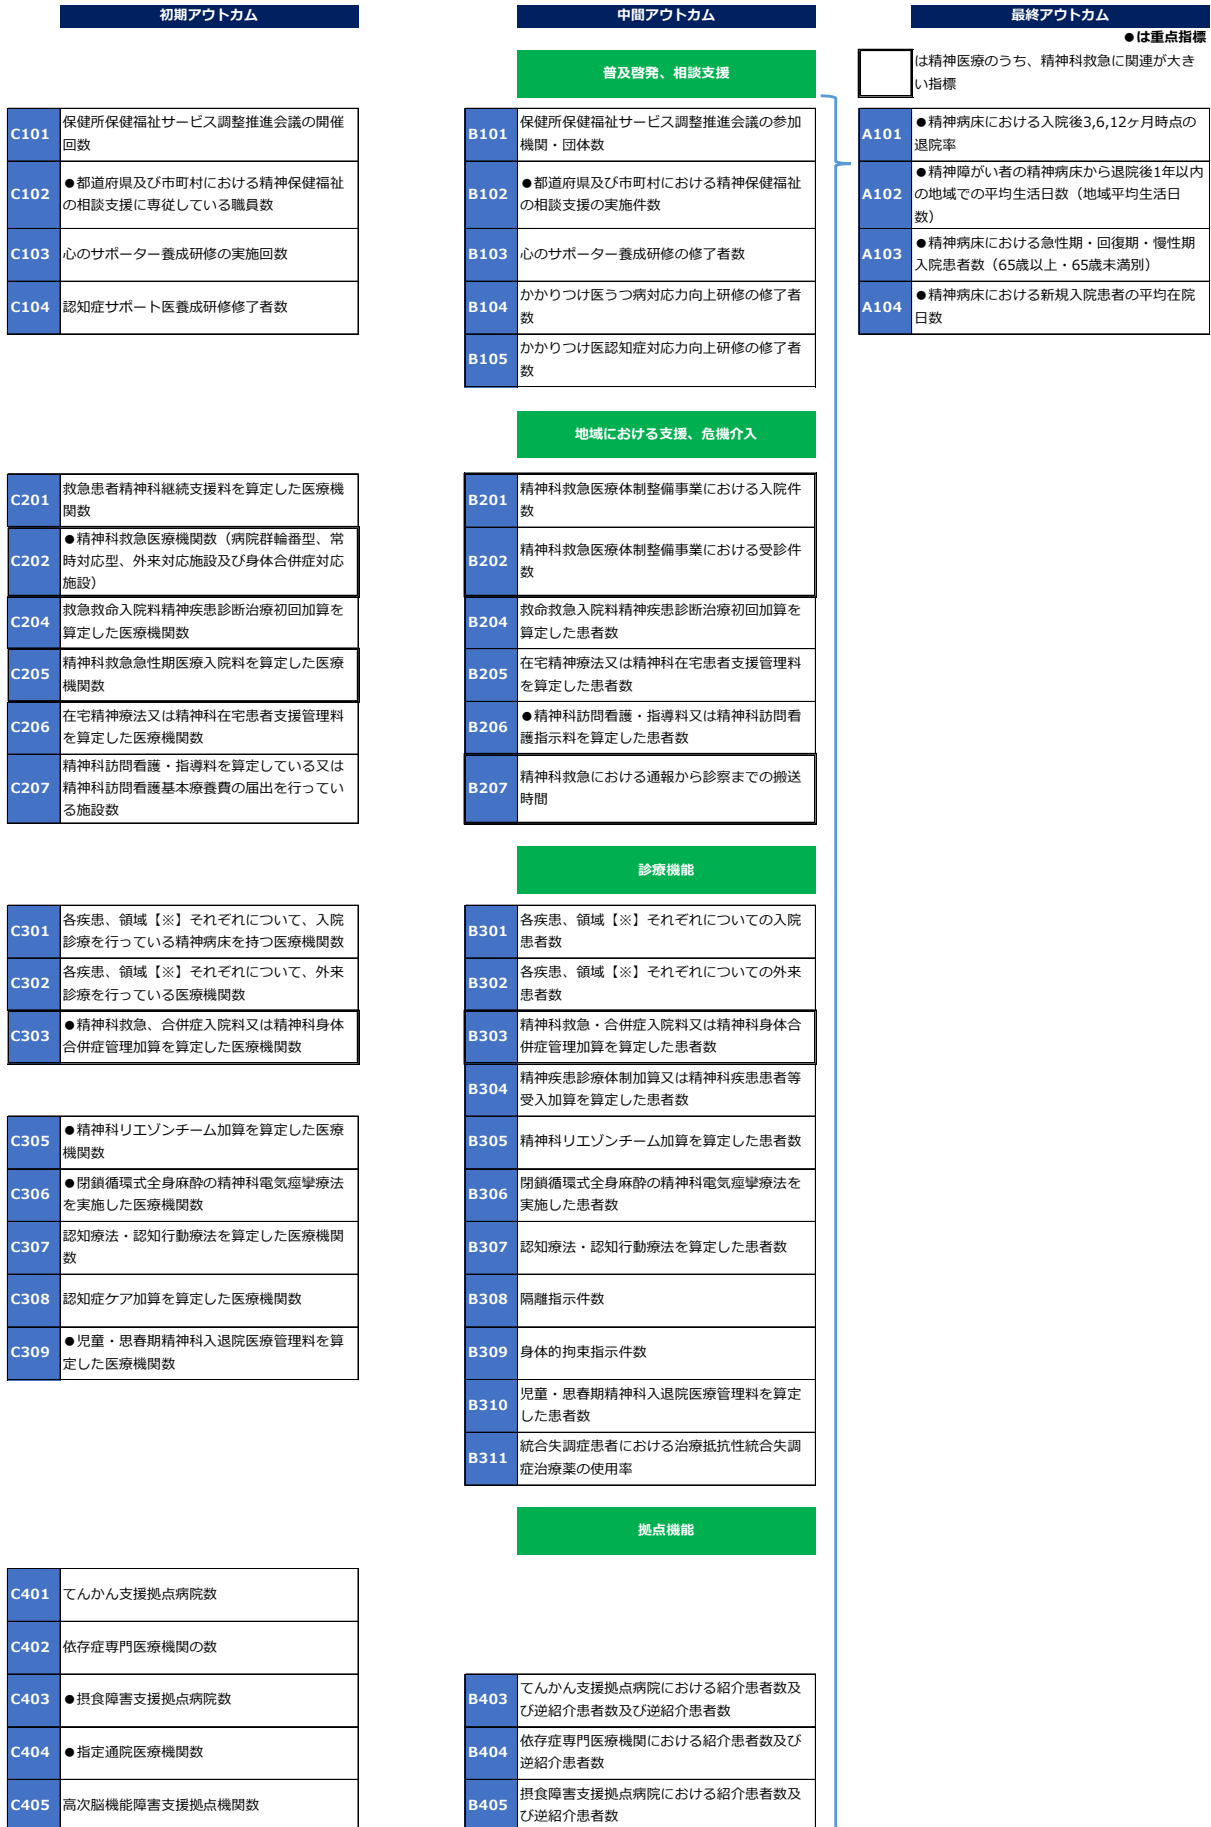 初期アウトカム
中間アウトカム
最終アウトカム
●は重点指標
は精神医療のうち、精神科救急に関連が大き
い指標
普及啓発、相談支援
C101
保健所保健福祉サービス調整推進会議の開催
回数
B101
保健所保健福祉サービス調整推進会議の参加
機関・団体数
A101
●精神病床における入院後3,6,12ヶ月時点の
退院率
C102
●都道府県及び市町村における精神保健福祉
の相談支援に専従している職員数
B102
●都道府県及び市町村における精神保健福祉
の相談支援の実施件数
A102
●精神障がい者の精神病床から退院後1年以内
の地域での平均生活日数（地域平均生活日
数）
C103
心のサポーター養成研修の実施回数
B103
心のサポーター養成研修の修了者数
A103
●精神病床における急性期・回復期・慢性期
入院患者数（65歳以上・65歳未満別）
C104
認知症サポート医養成研修修了者数
B104
かかりつけ医うつ病対応力向上研修の修了者
数
A104
●精神病床における新規入院患者の平均在院
日数
B105
かかりつけ医認知症対応力向上研修の修了者
数
地域における支援、危機介入
C201
救急患者精神科継続支援料を算定した医療機
関数
B201
精神科救急医療体制整備事業における入院件
数
C202
●精神科救急医療機関数（病院群輪番型、常
時対応型、外来対応施設及び身体合併症対応
施設）
B202
精神科救急医療体制整備事業における受診件
数
C204
救急救命入院料精神疾患診断治療初回加算を
算定した医療機関数
B204
救命救急入院料精神疾患診断治療初回加算を
算定した患者数
C205
精神科救急急性期医療入院料を算定した医療
機関数
B205
在宅精神療法又は精神科在宅患者支援管理料
を算定した患者数
C206
在宅精神療法又は精神科在宅患者支援管理料
を算定した医療機関数
B206
●精神科訪問看護・指導料又は精神科訪問看
護指示料を算定した患者数
C207
精神科訪問看護・指導料を算定している又は
精神科訪問看護基本療養費の届出を行ってい
る施設数
B207
精神科救急における通報から診察までの搬送
時間
診療機能
C301
各疾患、領域【※】それぞれについて、入院
診療を行っている精神病床を持つ医療機関数
B301
各疾患、領域【※】それぞれについての入院
患者数
C302
各疾患、領域【※】それぞれについて、外来
診療を行っている医療機関数
B302
各疾患、領域【※】それぞれについての外来
患者数
C303
●精神科救急、合併症入院料又は精神科身体
合併症管理加算を算定した医療機関数
B303
精神科救急・合併症入院料又は精神科身体合
併症管理加算を算定した患者数
B304
精神疾患診療体制加算又は精神科疾患患者等
受入加算を算定した患者数
C305
●精神科リエゾンチーム加算を算定した医療
機関数
B305
精神科リエゾンチーム加算を算定した患者数
C306
●閉鎖循環式全身麻酔の精神科電気痙攣療法
を実施した医療機関数
B306
閉鎖循環式全身麻酔の精神科電気痙攣療法を
実施した患者数
C307
認知療法・認知行動療法を算定した医療機関
数
B307
認知療法・認知行動療法を算定した患者数
C308
認知症ケア加算を算定した医療機関数
B308
隔離指示件数
C309
●児童・思春期精神科入退院医療管理料を算
定した医療機関数
B309
身体的拘束指示件数
B310
児童・思春期精神科入退院医療管理料を算定
した患者数
B311
統合失調症患者における治療抵抗性統合失調
症治療薬の使用率
拠点機能
C401
てんかん支援拠点病院数
C402
依存症専門医療機関の数
C403
●摂食障害支援拠点病院数
B403
てんかん支援拠点病院における紹介患者数及
び逆紹介患者数及び逆紹介患者数
C404
●指定通院医療機関数
B404
依存症専門医療機関における紹介患者数及び
逆紹介患者数
C405
高次脳機能障害支援拠点機関数
B405
摂食障害支援拠点病院における紹介患者数及
び逆紹介患者数